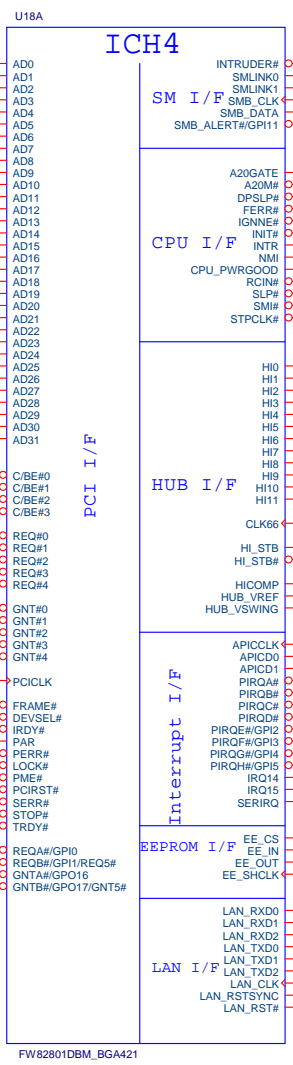 U18A
ICH4
AD0
AD1
AD2
AD3
AD4
AD5
AD6
AD7
AD8
AD9
AD10
AD11
AD12
AD13
AD14
AD15
AD16
AD17
AD18
AD19
AD20
AD21
AD22
AD23
AD24
AD25
AD26
AD27
AD28
AD29
AD30
AD31
C/BE#0
C/BE#1
C/BE#2
C/BE#3
REQ#0
REQ#1
REQ#2
REQ#3
REQ#4
GNT#0
GNT#1
GNT#2
GNT#3
GNT#4
PCICLK
FRAME#
DEVSEL#
IRDY#
PAR
PERR#
LOCK#
PME#
PCIRST#
SERR#
STOP#
TRDY#
REQA#/GPI0
REQB#/GPI1/REQ5#
GNTA#/GPO16
GNTB#/GPO17/GNT5#
PCI I/F
SM I/F
INTRUDER#
SMLINK0
SMLINK1
SMB_CLK
SMB_DATA
SMB_ALERT#/GPI11
CPU I/F
A20GATE
A20M#
DPSLP#
FERR#
IGNNE#
INIT#
INTR
NMI
CPU_PWRGOOD
RCIN#
SLP#
SMI#
STPCLK#
HUB I/F
HI0
HI1
HI2
HI3
HI4
HI5
HI6
HI7
HI8
HI9
HI10
HI11
CLK66
HI_STB
HI_STB#
HICOMP
HUB_VREF
HUB_VSWING
Interrupt I/F
APICCLK
APICD0
APICD1
PIRQA#
PIRQB#
PIRQC#
PIRQD#
PIRQE#/GPI2
PIRQF#/GPI3
PIRQG#/GPI4
PIRQH#/GPI5
IRQ14
IRQ15
SERIRQ
EEPROM I/F
EE_CS
EE_IN
EE_OUT
EE_SHCLK
LAN I/F
LAN_RXD0
LAN_RXD1
LAN_RXD2
LAN_TXD0
LAN_TXD1
LAN_TXD2
LAN_CLK
LAN_RSTSYNC
LAN_RST#
FW82801DBM_BGA421